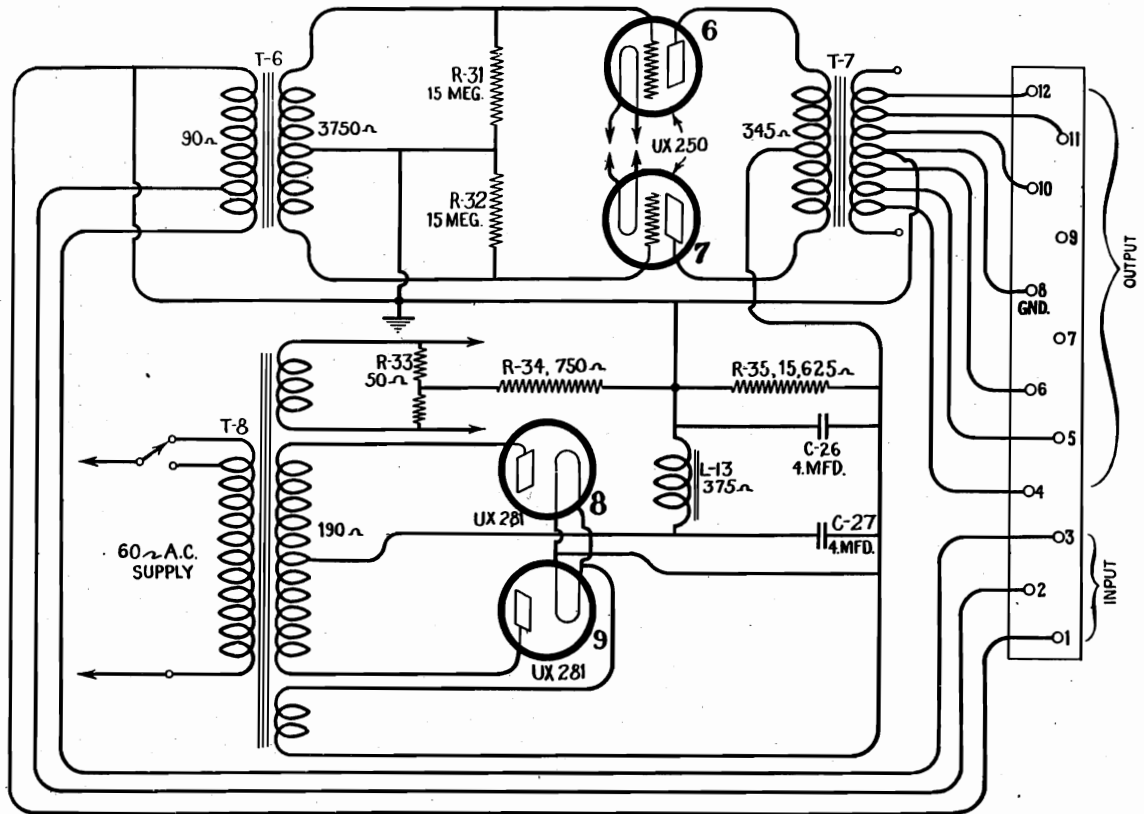 T-6
90Ω
3750Ω
R-31
15 MEG.
R-32
15 MEG.
6
UX 250
7
T-7
345Ω
12
11
10
9
8
GND.
7
6
5
4
3
2
1
OUTPUT
INPUT
R-33
50Ω
R-34, 750Ω
R-35, 15,625Ω
T-8
C-26
4.MFD.
8
UX 281
L-13
375Ω
C-27
4.MFD.
190Ω
60~A.C.
SUPPLY
9
UX 281